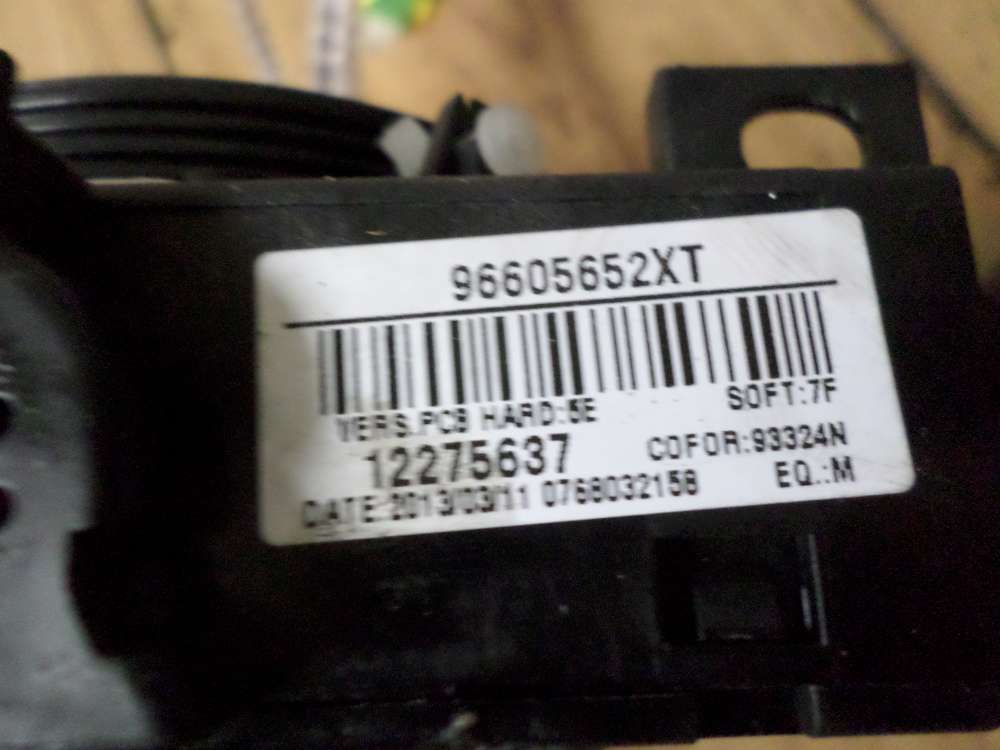 96605652XT
VERS.PCB HARD:5E SOFT:7F
12275637 COFOR:93324N
DATE:2013/03/11 0768032158 EQ.:M